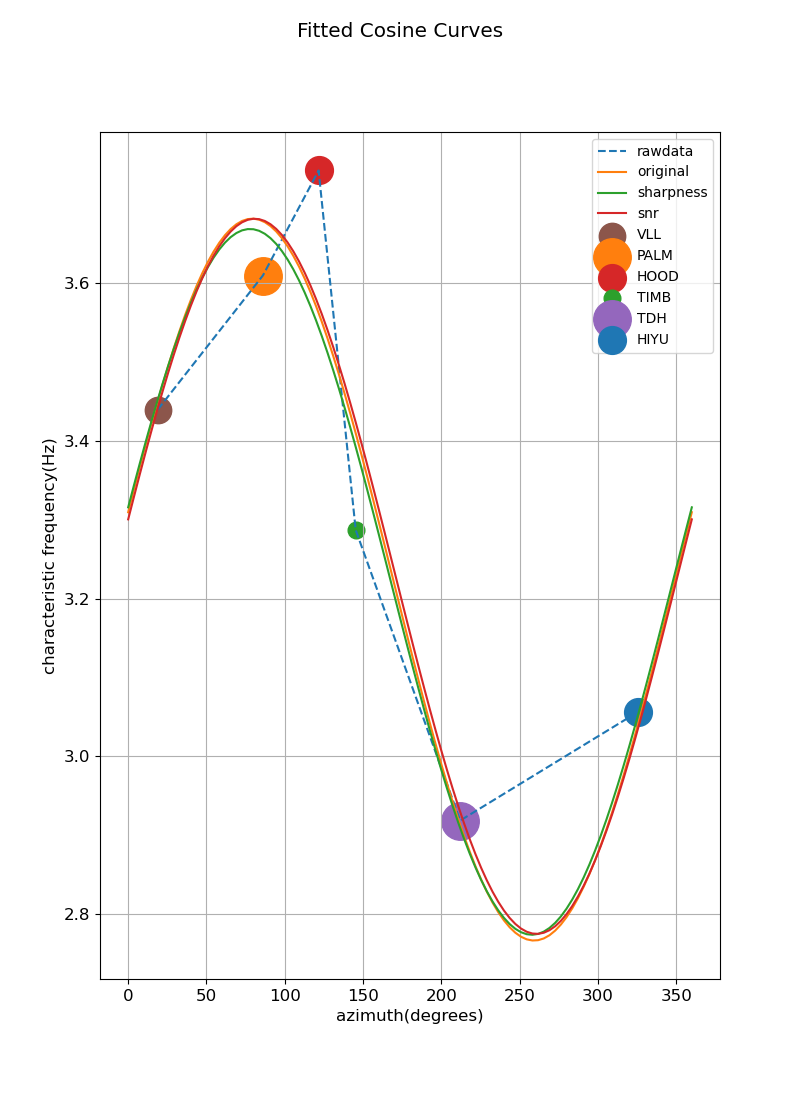 Fitted Cosine Curves
rawdata
original
sharpness
snr
VLL
PALM
HOOD
TIMB
TDH
HIYU
3.6
3.4
3.2
3.0
2.8
characteristic frequency(Hz)
0 50 100 150 200 250 300 350
azimuth(degrees)